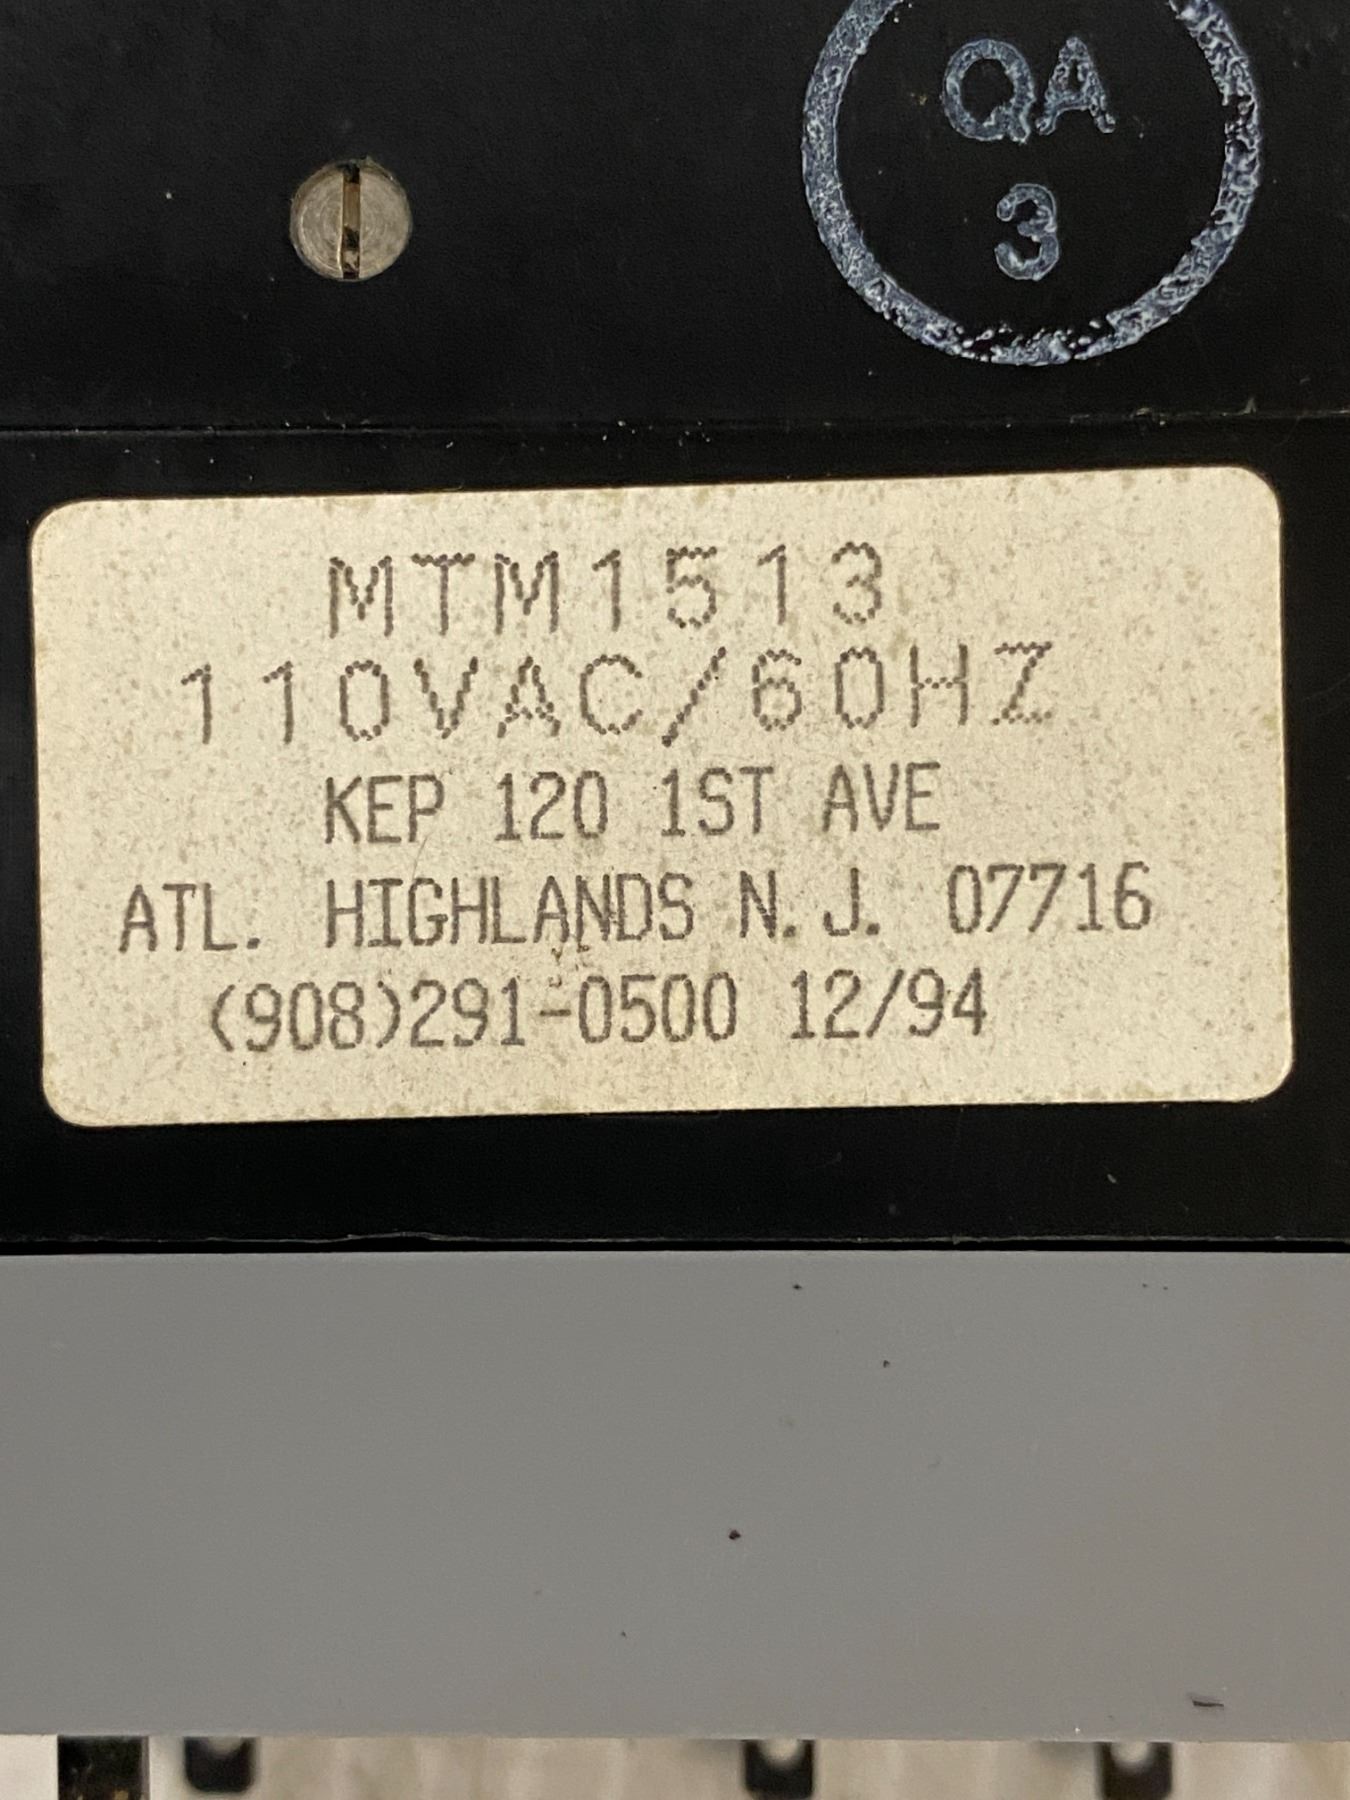 QA
3
MTM1513
110VAC/60HZ
KEP 120 1ST AVE
ATL. HIGHLANDS N.J. 07716
(908)291-0500 12/94